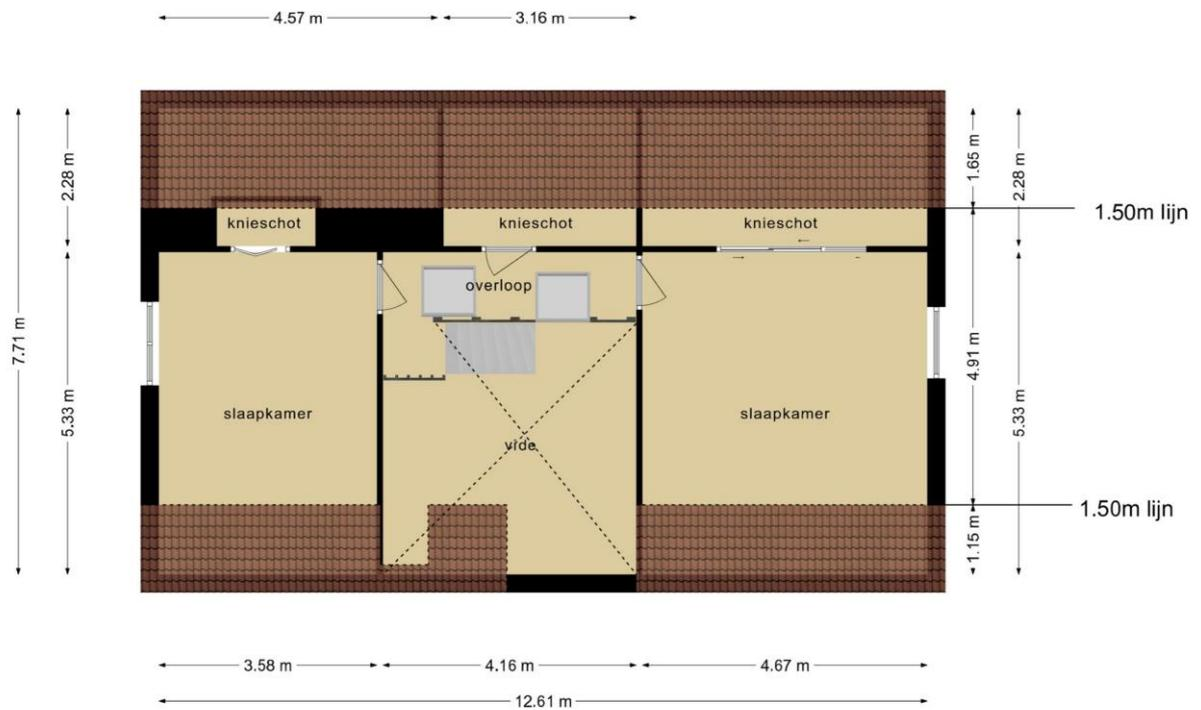 4.57 m
3.16 m
7.71 m
2.28 m
5.33 m
1.65 m
2.28 m
1.50m lijn
knieschot
knieschot
knieschot
overloop
4.91 m
5.33 m
slaapkamer
slaapkamer
vide
1.50m lijn
1.15 m
3.58 m
4.16 m
4.67 m
12.61 m